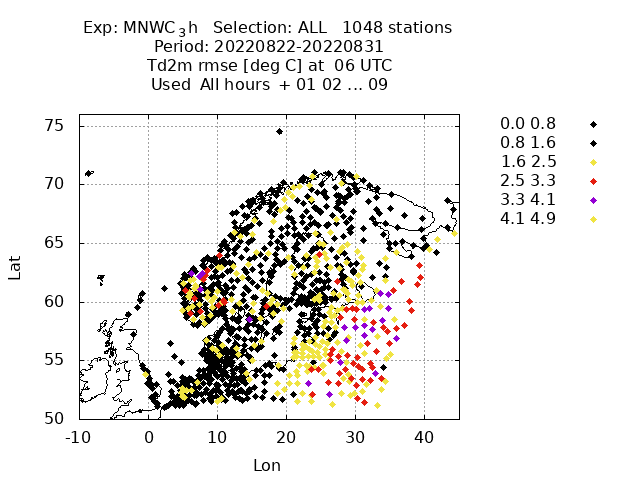 Exp: MNWC3h Selection: ALL 1048 stations
Period: 20220822-20220831
Td2m rmse [deg C] at 06 UTC
Used All hours + 01 02 ... 09
0.0 0.8
0.8 1.6
1.6 2.5
2.5 3.3
3.3 4.1
4.1 4.9
75
70
65
60
55
50
Lat
-10 0 10 20 30 40
Lon